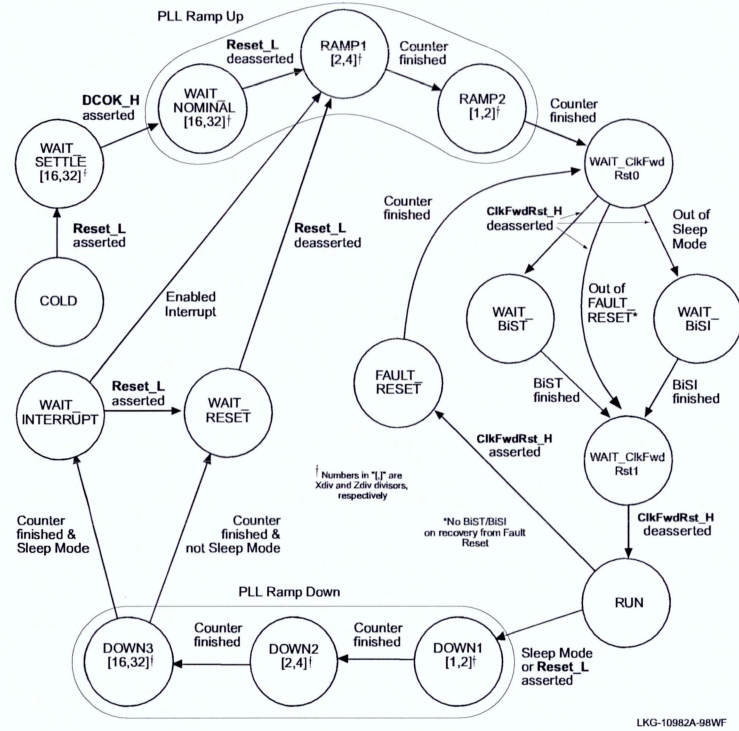 PLL Ramp Up
Reset_L
deasserted
RAMP1
[2,4]†
Counter
finished
DCOK_H
asserted
WAIT_
NOMINAL
[16,32]†
RAMP2
[1,2]†
Counter
finished
WAIT_
SETTLE
[16,32]†
WAIT_ClkFwd
Rst0
Reset_L
asserted
Reset_L
deasserted
Counter
finished
ClkFwdRst_H
deasserted
Out of
Sleep
Mode
COLD
Enabled
Interrupt
WAIT_
BiST
Out of
FAULT_
RESET*
WAIT_
BiSI
WAIT_
INTERRUPT
Reset_L
asserted
WAIT_
RESET
FAULT_
RESET
BiST
finished
BiSI
finished
ClkFwdRst_H
asserted
WAIT_ClkFwd
Rst1
† Numbers in "[,]" are
Xdiv and Zdiv divisors,
respectively
Counter
finished &
Sleep Mode
Counter
finished &
not Sleep Mode
*No BiST/BiSI
on recovery from Fault
Reset
ClkFwdRst_H
deasserted
RUN
PLL Ramp Down
DOWN3
[16,32]†
Counter
finished
DOWN2
[2,4]†
Counter
finished
DOWN1
[1,2]†
Sleep Mode
or Reset_L
asserted
LKG-10982A-98WF